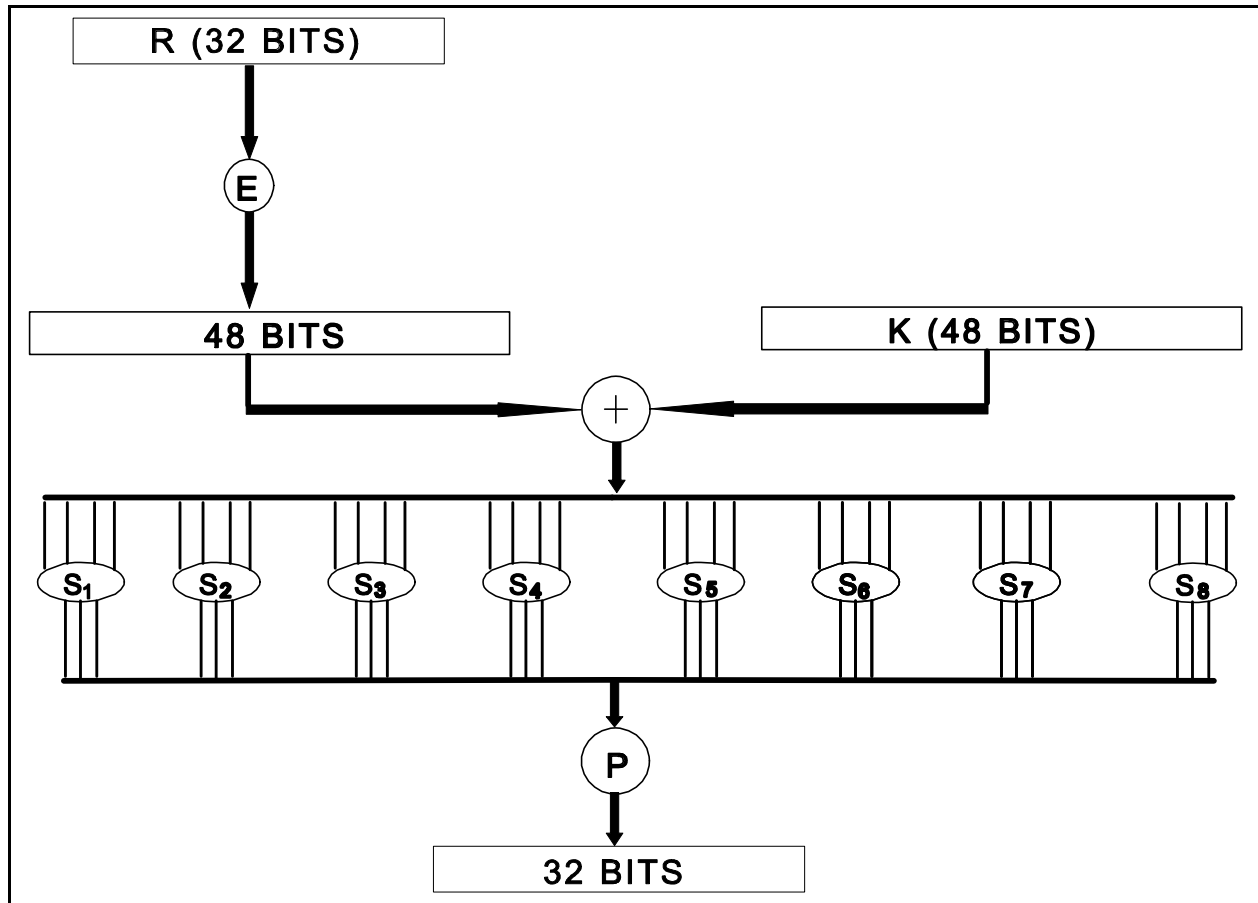 R (32 BITS)
E
48 BITS
K (48 BITS)
+
S1 S2 S3 S4 S5 S6 S7 S8
P
32 BITS